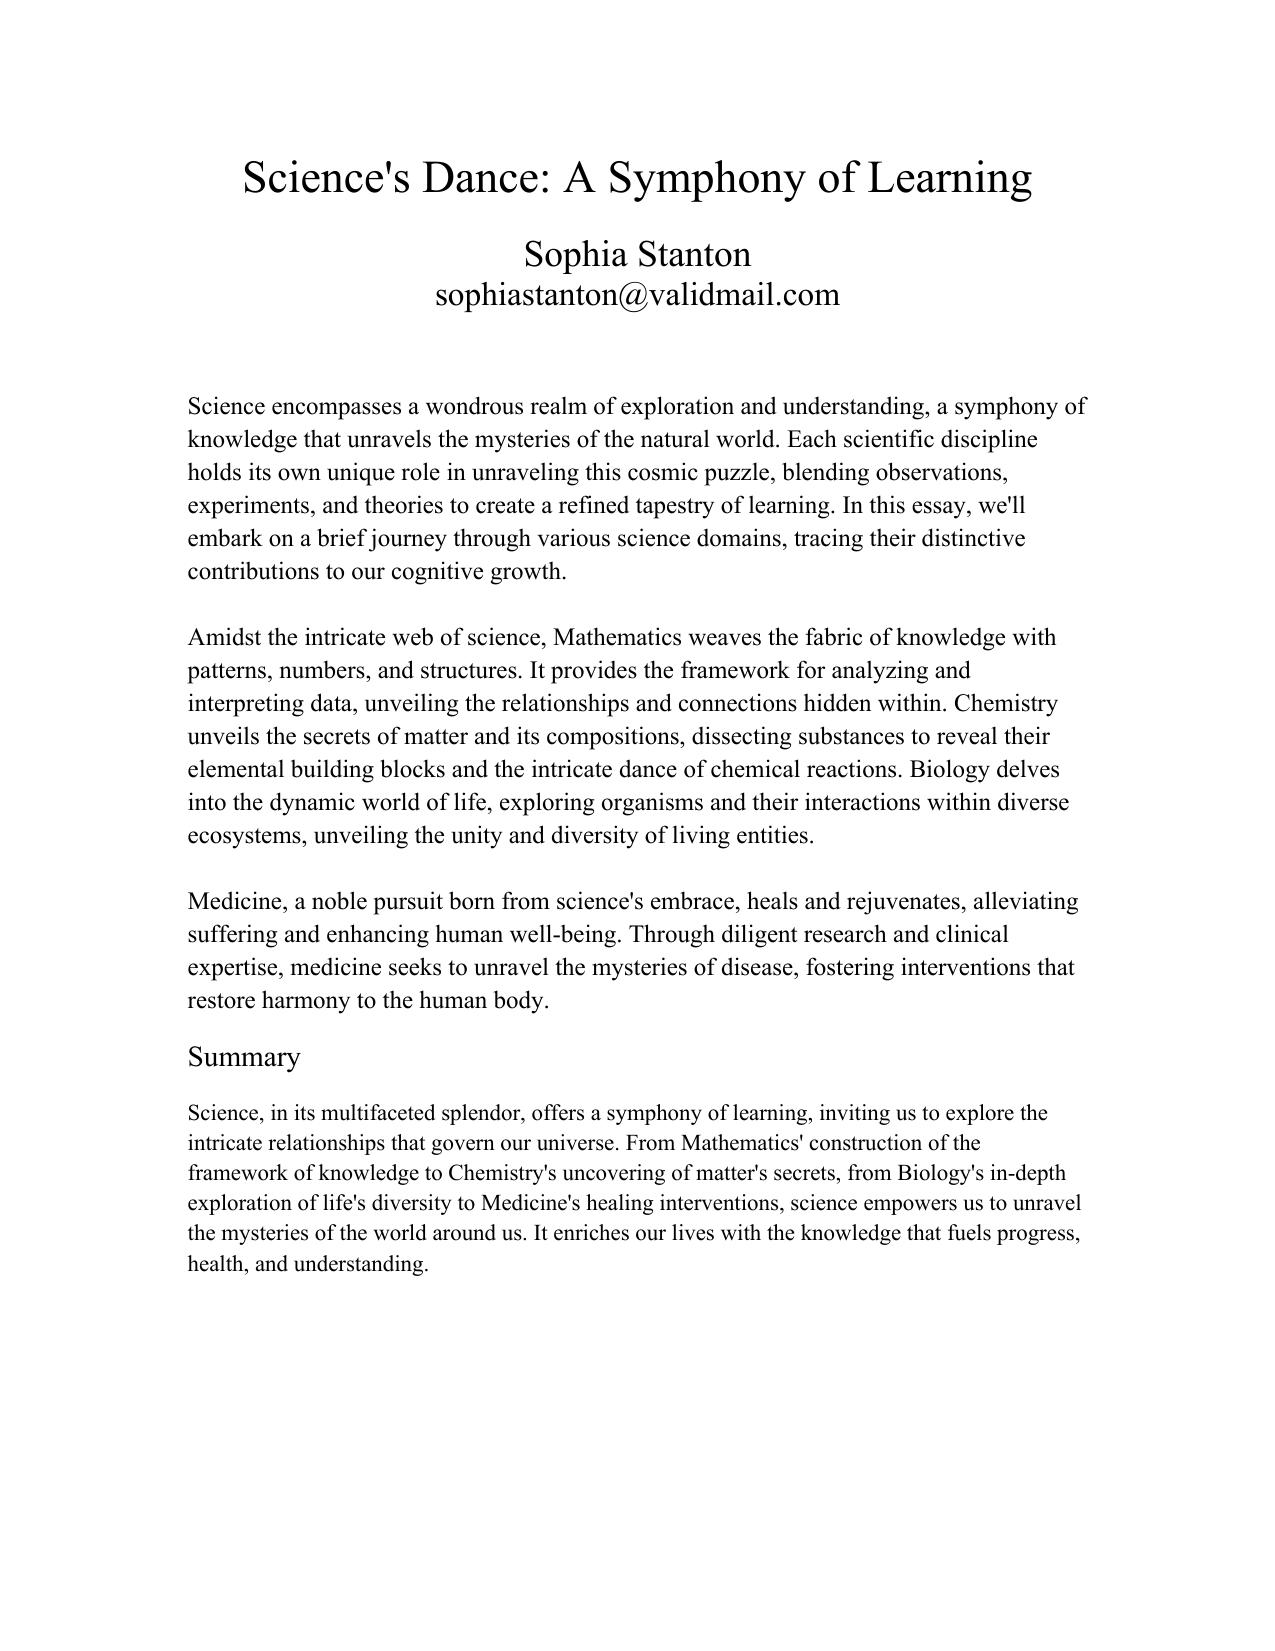 Science's Dance: A Symphony of Learning
Sophia Stanton
sophiastanton@validmail.com
Science encompasses a wondrous realm of exploration and understanding, a symphony of
knowledge that unravels the mysteries of the natural world. Each scientific discipline
holds its own unique role in unraveling this cosmic puzzle, blending observations,
experiments, and theories to create a refined tapestry of learning. In this essay, we'll
embark on a brief journey through various science domains, tracing their distinctive
contributions to our cognitive growth.
Amidst the intricate web of science, Mathematics weaves the fabric of knowledge with
patterns, numbers, and structures. It provides the framework for analyzing and
interpreting data, unveiling the relationships and connections hidden within. Chemistry
unveils the secrets of matter and its compositions, dissecting substances to reveal their
elemental building blocks and the intricate dance of chemical reactions. Biology delves
into the dynamic world of life, exploring organisms and their interactions within diverse
ecosystems, unveiling the unity and diversity of living entities.
Medicine, a noble pursuit born from science's embrace, heals and rejuvenates, alleviating
suffering and enhancing human well-being. Through diligent research and clinical
expertise, medicine seeks to unravel the mysteries of disease, fostering interventions that
restore harmony to the human body.
Summary
Science, in its multifaceted splendor, offers a symphony of learning, inviting us to explore the
intricate relationships that govern our universe. From Mathematics' construction of the
framework of knowledge to Chemistry's uncovering of matter's secrets, from Biology's in-depth
exploration of life's diversity to Medicine's healing interventions, science empowers us to unravel
the mysteries of the world around us. It enriches our lives with the knowledge that fuels progress,
health, and understanding.